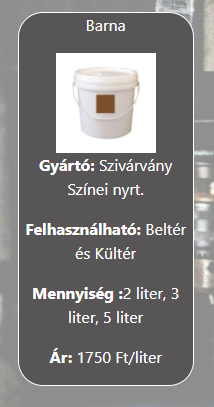 Barna
Gyártó: Szivárvány
Színei nyrt.
Felhasználható: Beltér
és Kültér
Mennyiség :2 liter, 3
liter, 5 liter
Ár: 1750 Ft/liter